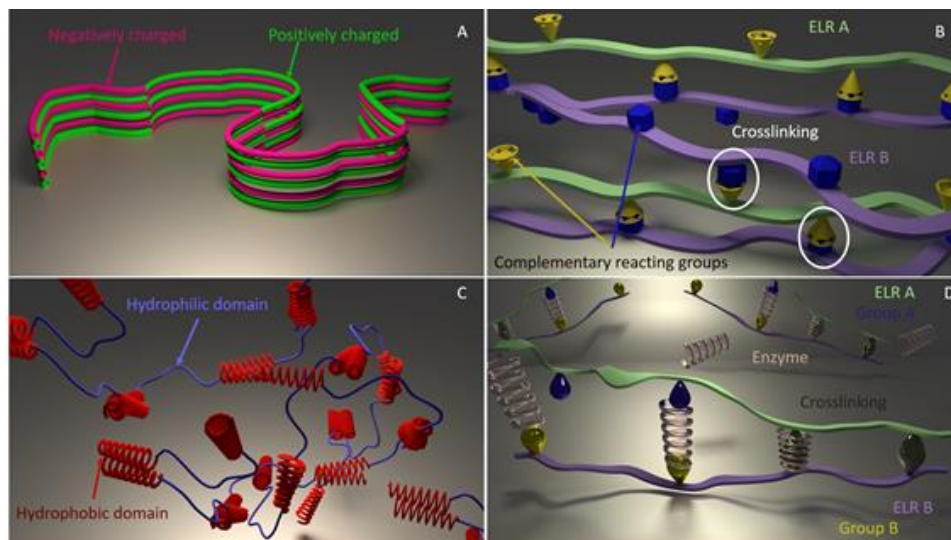 Negatively charged
Positively charged
A
ELR A
B
Crosslinking
ELR B
Complementary reacting groups
C
Hydrophilic domain
Hydrophobic domain
D
ELR A
Group A
Enzyme
Crosslinking
ELR B
Group B